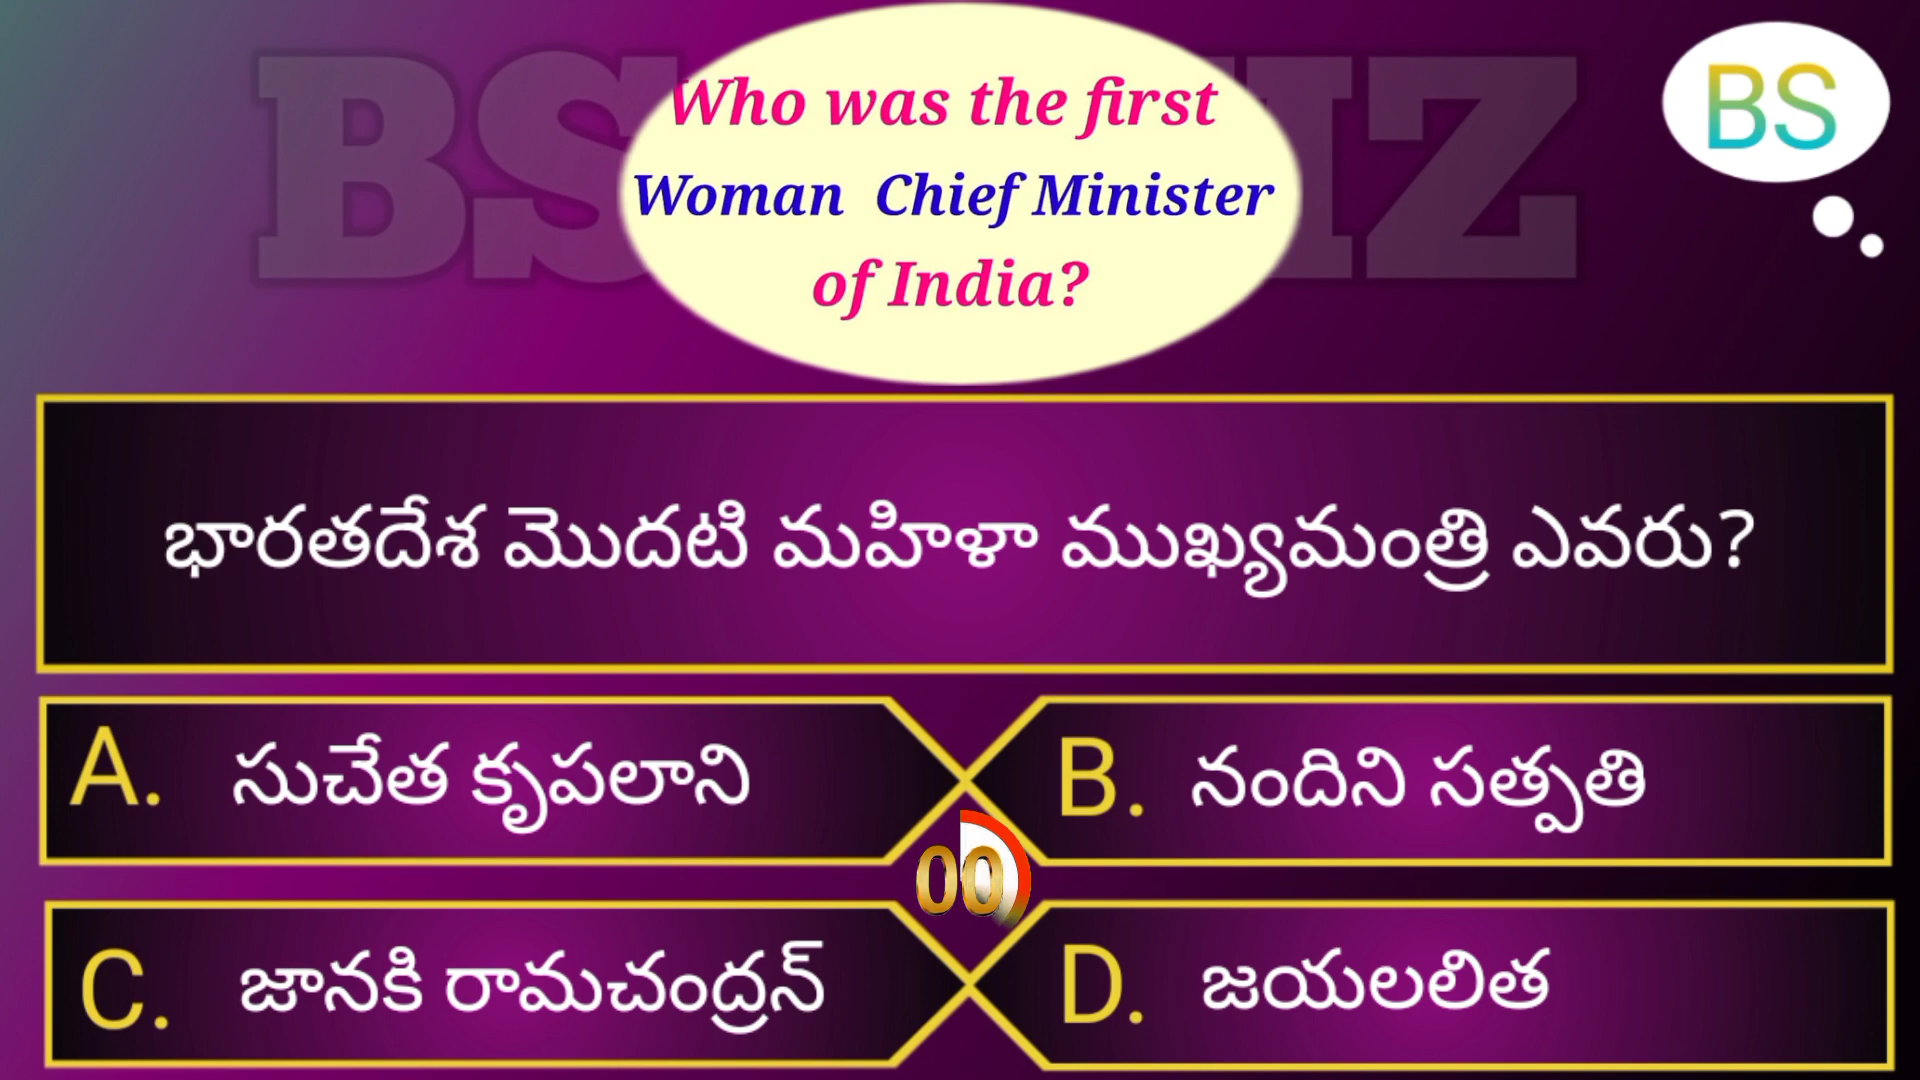 Who was the first
Woman Chief Minister
of India?
BS
భారతదేశ మొదటి మహిళా ముఖ్యమంత్రి ఎవరు?
A. సుచేత కృపలాని
B. నందిని సత్పతి
00
C. జానకి రామచంద్రన్
D. జయలలిత